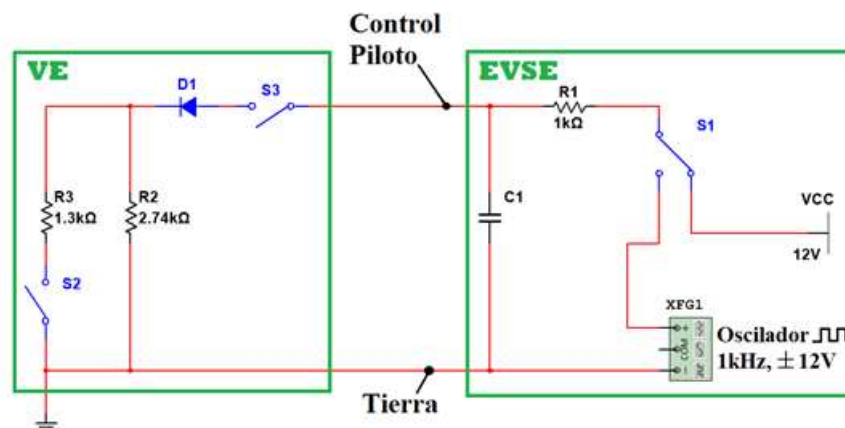 Control
Piloto
VE
EVSE
D1
S3
R1
1kΩ
S1
R3
1.3kΩ
R2
2.74kΩ
C1
VCC
12V
S2
XFG1
COM
Oscilador
1kHz, ± 12V
Tierra